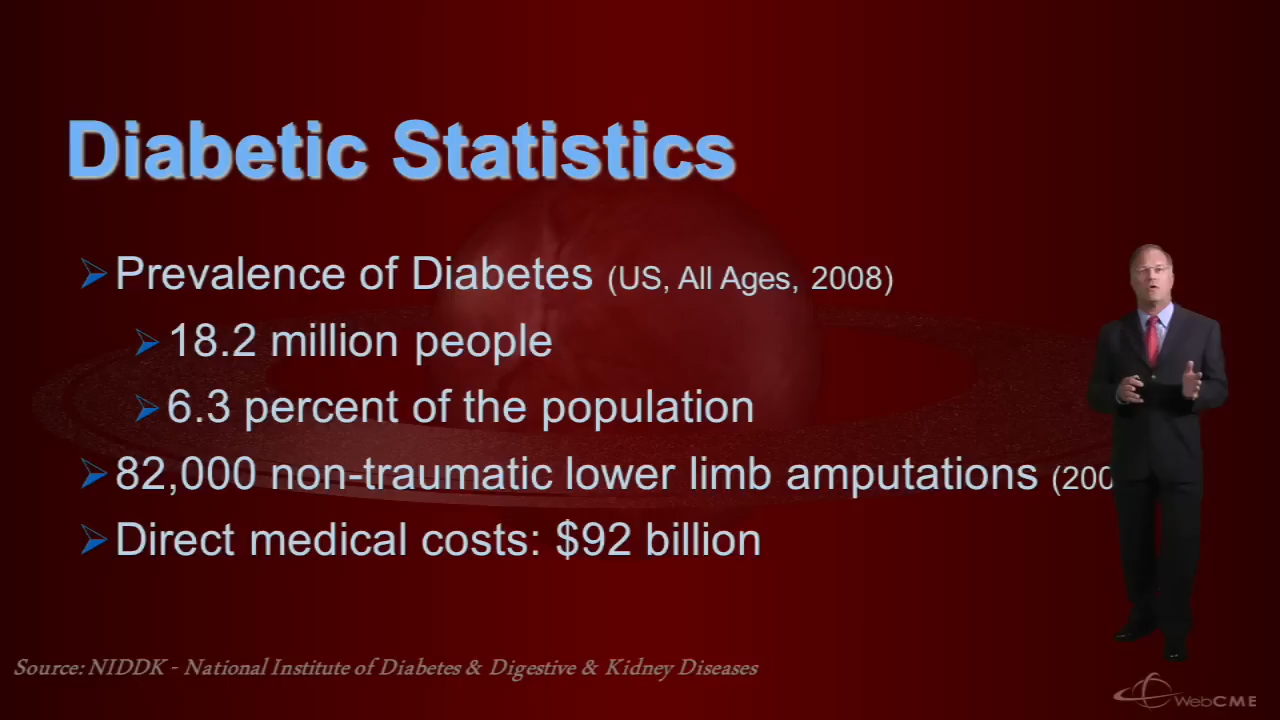 Diabetic Statistics
Prevalence of Diabetes (US, All Ages, 2008)
18.2 million people
6.3 percent of the population
82,000 non-traumatic lower limb amputations (200
Direct medical costs: $92 billion
Source: NIDDK - National Institute of Diabetes & Digestive & Kidney Diseases
WebCME